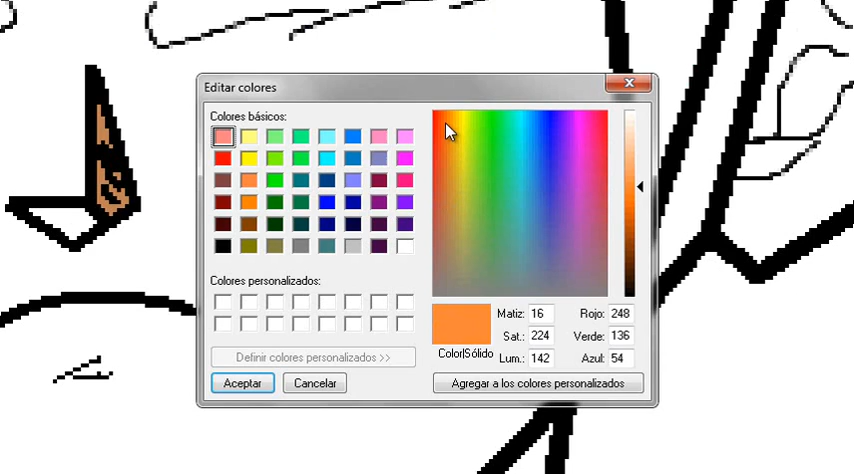 Editar colores
Colores básicos:
Colores personalizados:
Definir colores personalizados >>
Aceptar
Cancelar
Color|Sólido
Matiz: 16
Sat.: 224
Lum.: 142
Rojo: 248
Verde: 136
Azul: 54
Agregar a los colores personalizados